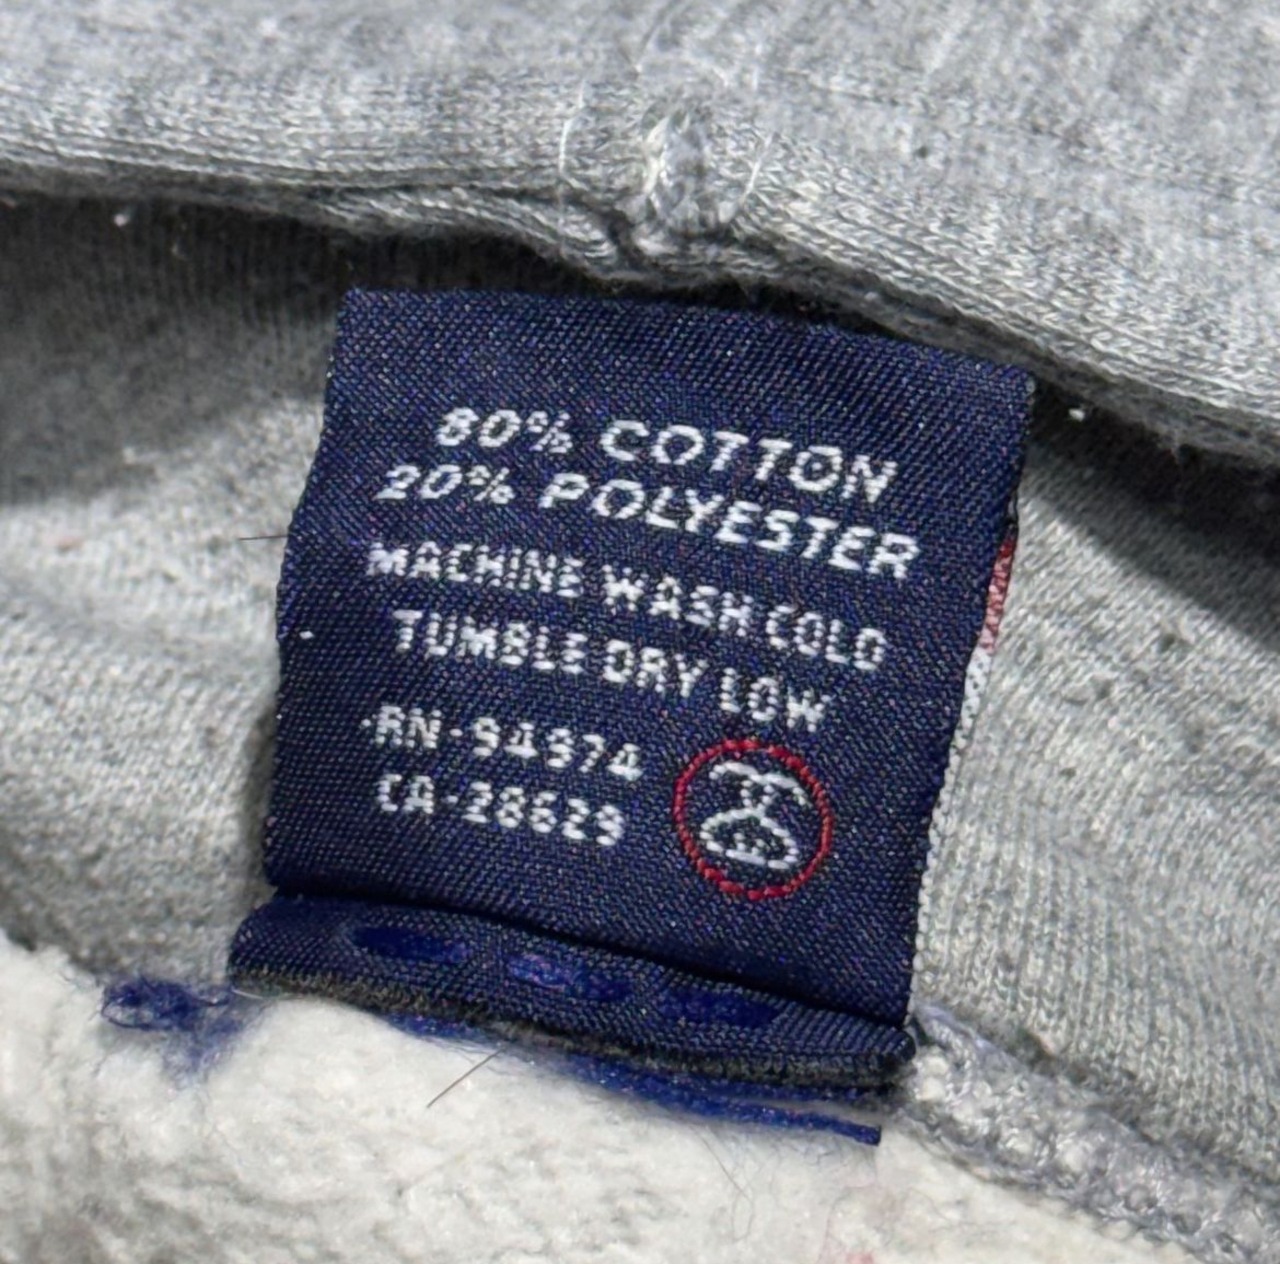 80% COTTON
20% POLYESTER
MACHINE WASH COLD
TUMBLE DRY LOW
RN-94974
CA-28629